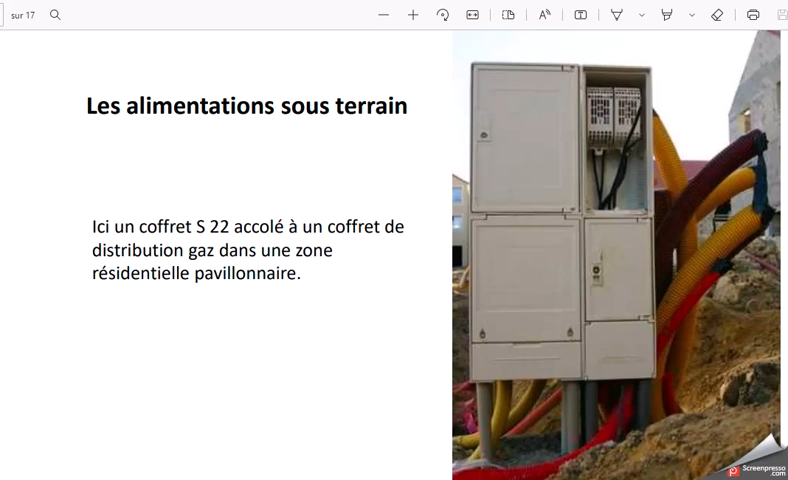 sur 17
Les alimentations sous terrain
Ici un coffret S 22 accolé à un coffret de
distribution gaz dans une zone
résidentielle pavillonnaire.
Screenpresso
.com